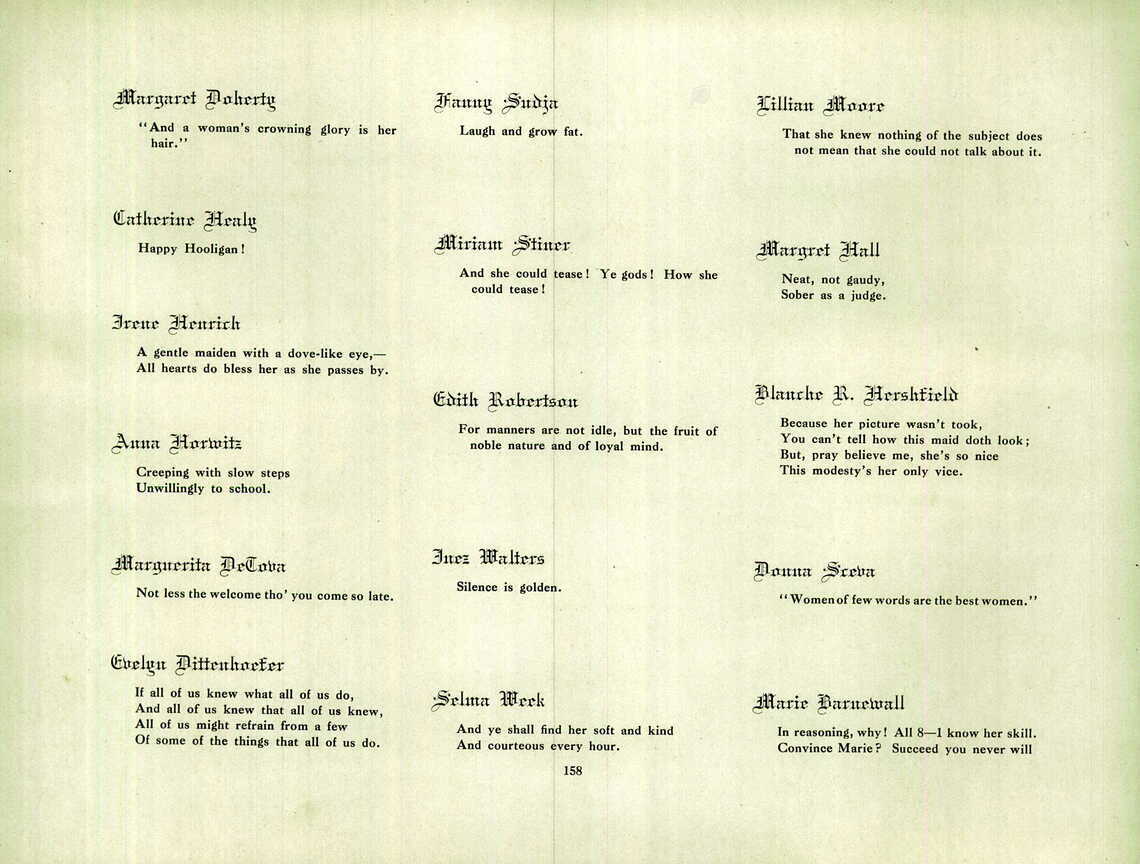 Margaret Doherty
"And a woman's crowning glory is her
hair."
Catherine Healy
Happy Hooligan!
Irene Henrich
A gentle maiden with a dove-like eye,—
All hearts do bless her as she passes by.
Anna Horwitz
Creeping with slow steps
Unwillingly to school.
Marguerita DeTova
Not less the welcome tho' you come so late.
Evelyn Dittenhoefer
If all of us knew what all of us do,
And all of us knew that all of us knew,
All of us might refrain from a few
Of some of the things that all of us do.
Fanny Sudja
Laugh and grow fat.
Miriam Stiner
And she could tease! Ye gods! How she
could tease!
Edith Robertson
For manners are not idle, but the fruit of
noble nature and of loyal mind.
Inez Walters
Silence is golden.
Selma Week
And ye shall find her soft and kind
And courteous every hour.
Lillian Moore
That she knew nothing of the subject does
not mean that she could not talk about it.
Margret Hall
Neat, not gaudy,
Sober as a judge.
Blanche R. Hershfield
Because her picture wasn't took,
You can't tell how this maid doth look;
But, pray believe me, she's so nice
This modesty's her only vice.
Donna Sceva
"Women of few words are the best women."
Marie Barnewall
In reasoning, why! All 8—1 know her skill.
Convince Marie? Succeed you never will
158